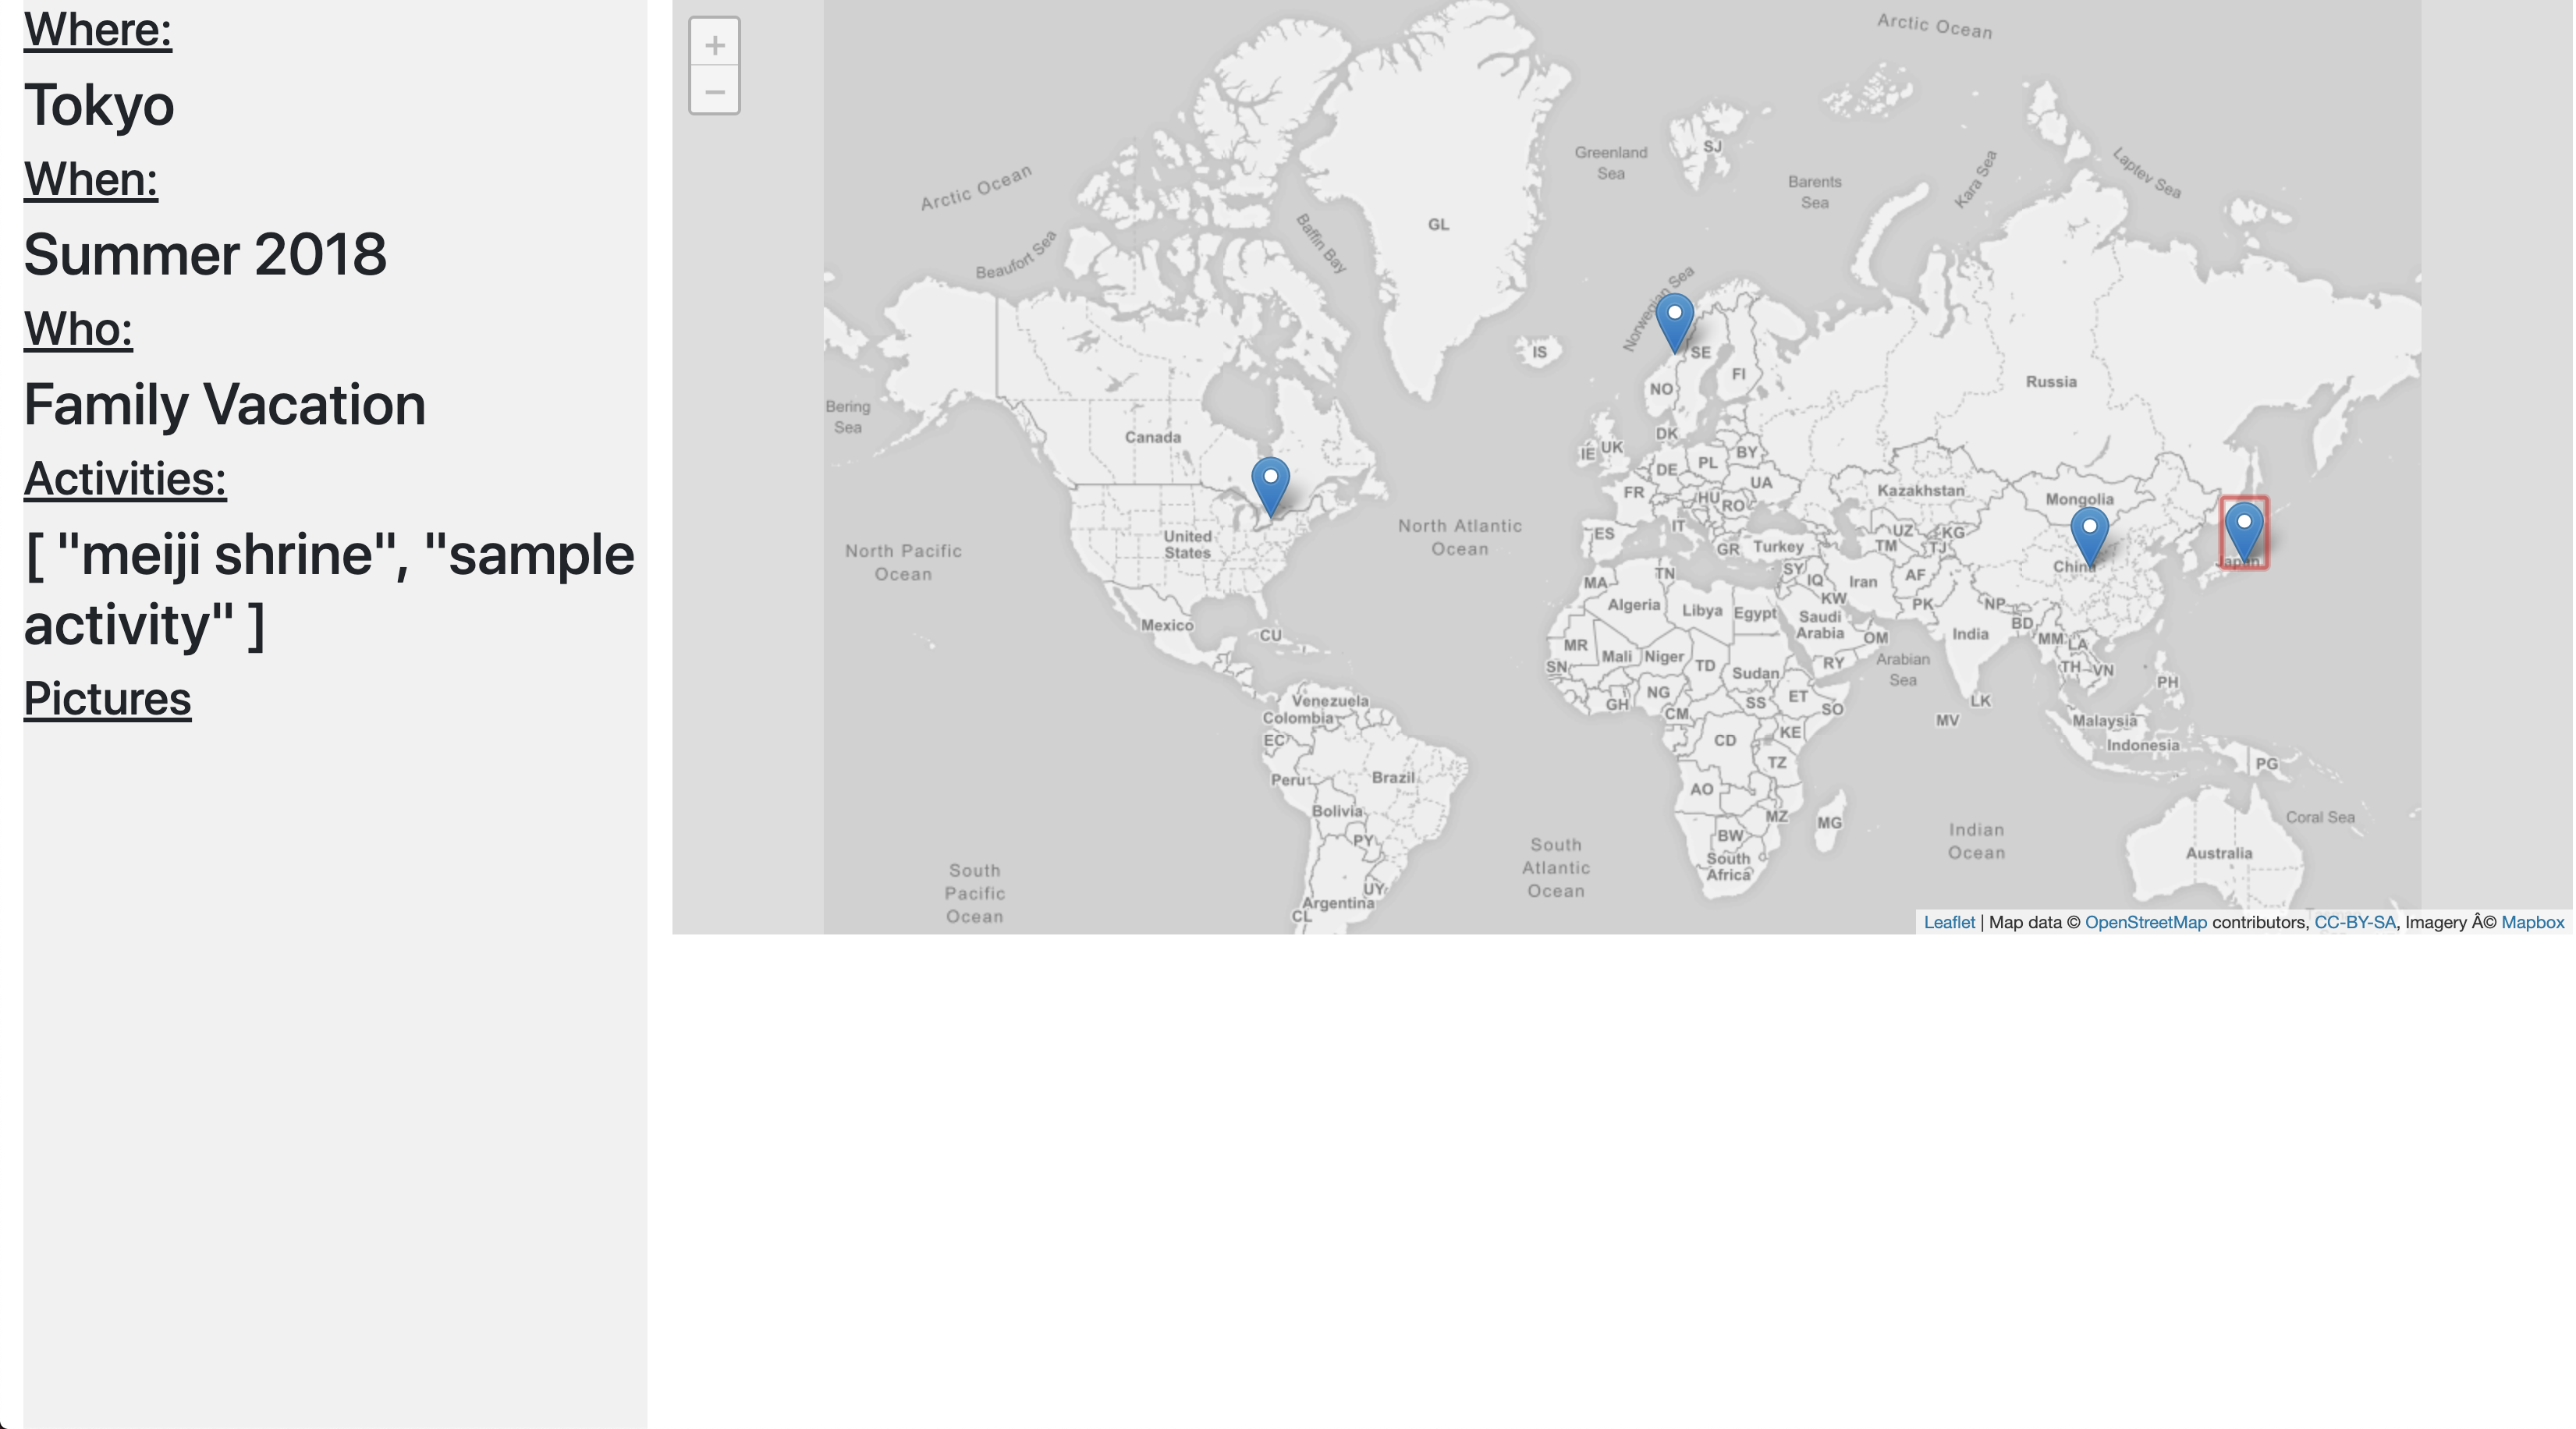 Where:
Tokyo
When:
Summer 2018
Who:
Family Vacation
Activities:
[ "meiji shrine", "sample
activity" ]
Pictures
+
−
Arctic Ocean
Arctic Ocean
Greenland
Sea
SJ
Barents
Sea
Kara Sea
Laptev Sea
Beaufort Sea
Baffin Bay
GL
Norwegian Sea
IS
SE
NO
FI
Russia
Bering
Sea
Canada
DK
IE
UK
BY
DE
PL
FR
HU
UA
RO
Kazakhstan
Mongolia
North Pacific
Ocean
United
States
North Atlantic
Ocean
ES
IT
GR
Turkey
UZ
KG
TM
TJ
China
Japan
MA
TN
SY
IQ
Iran
AF
Algeria
Libya
Egypt
KW
PK
NP
Mexico
CU
Saudi
Arabia
OM
India
BD
MM
LA
MR
Mali
Niger
TD
Sudan
RY
Arabian
Sea
TH
VN
SN
PH
Venezuela
Colombia
GH
NG
CM
SS
ET
SO
LK
MV
Malaysia
EC
CD
KE
Indonesia
Peru
Brazil
TZ
PG
AO
Bolivia
MZ
MG
Coral Sea
PY
BW
Indian
Ocean
South
Pacific
Ocean
South
Atlantic
Ocean
South
Africa
Australia
UY
Argentina
CL
Leaflet | Map data © OpenStreetMap contributors, CC-BY-SA, Imagery Â© Mapbox